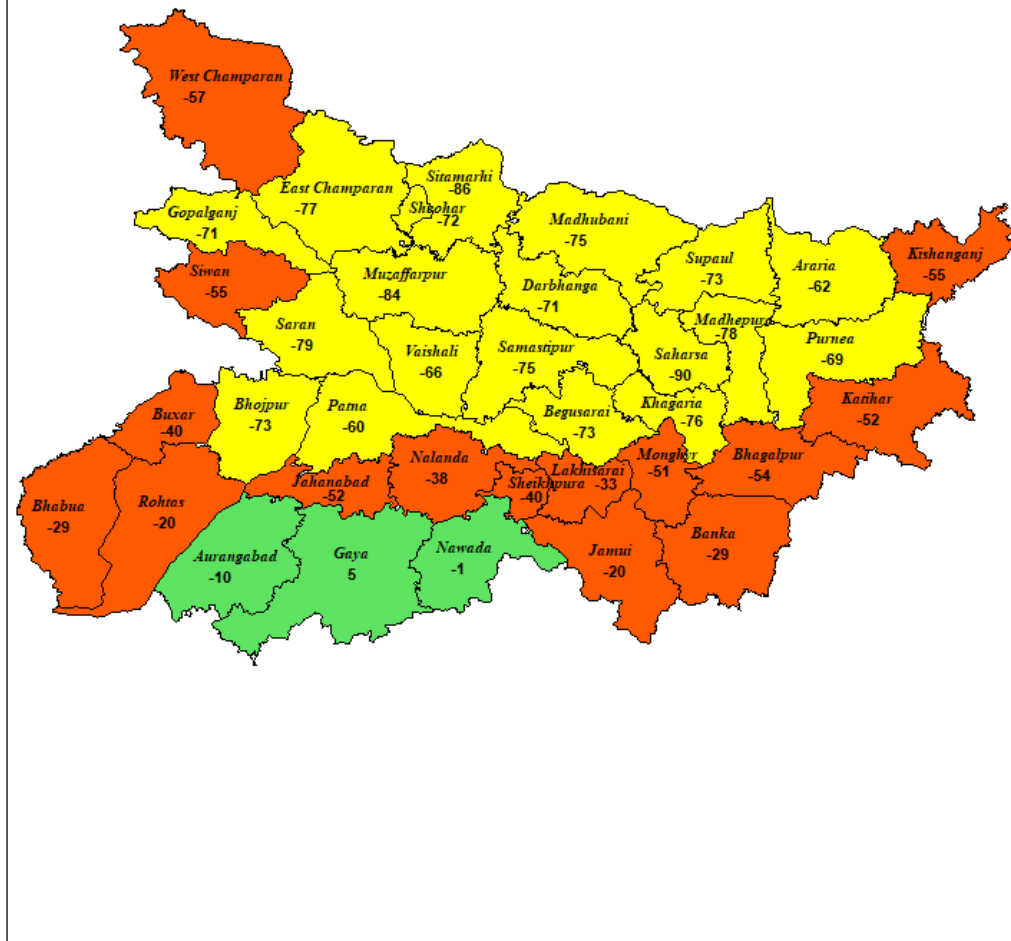 West Champaran
-57
Sitamarhi
-86
East Champaran
-77
Sheohar
-72
Gopalganj
-71
Madhubani
-75
Supaul
-73
Araria
-62
Kishanganj
-55
Siwan
-55
Muzaffarpur
-84
Darbhanga
-71
Madhepura
-78
Purnea
-69
Saran
-79
Vaishali
-66
Samastipur
-75
Saharsa
-90
Katihar
-52
Buxar
-40
Bhojpur
-73
Patna
-60
Begusarai
-73
Khagaria
-76
Nalanda
-38
Lakhisarai
-33
Monghyr
-51
Bhagalpur
-54
Jahanabad
-52
Sheikhpura
-40
Bhabua
-29
Rohtas
-20
Aurangabad
-10
Gaya
5
Nawada
-1
Jamui
-20
Banka
-29